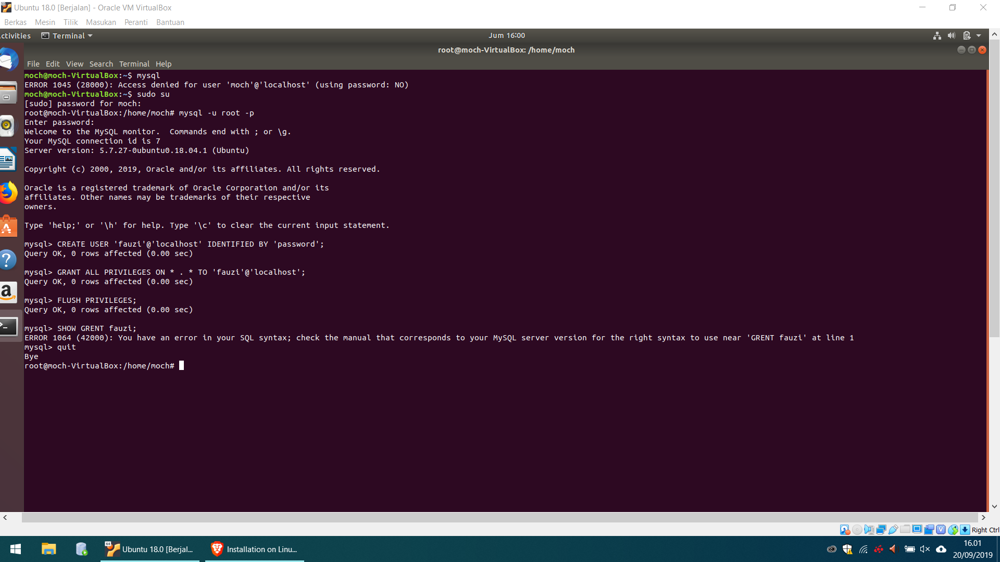 Ubuntu 18.0 [Berjalan] - Oracle VM VirtualBox
Berkas Mesin Tilik Masukan Peranti Bantuan
ctivities Terminal Jum 16:00
root@moch-VirtualBox: /home/moch
File Edit View Search Terminal Help
moch@moch-VirtualBox:~$ mysql
ERROR 1045 (28000): Access denied for user 'moch'@'localhost' (using password: NO)
moch@moch-VirtualBox:~$ sudo su
[sudo] password for moch:
root@moch-VirtualBox:/home/moch# mysql -u root -p
Enter password:
Welcome to the MySQL monitor.  Commands end with ; or \g.
Your MySQL connection id is 7
Server version: 5.7.27-0ubuntu0.18.04.1 (Ubuntu)
Copyright (c) 2000, 2019, Oracle and/or its affiliates. All rights reserved.
Oracle is a registered trademark of Oracle Corporation and/or its
affiliates. Other names may be trademarks of their respective
owners.
Type 'help;' or '\h' for help. Type '\c' to clear the current input statement.
mysql> CREATE USER 'fauzi'@'localhost' IDENTIFIED BY 'password';
Query OK, 0 rows affected (0.00 sec)
mysql> GRANT ALL PRIVILEGES ON * . * TO 'fauzi'@'localhost';
Query OK, 0 rows affected (0.00 sec)
mysql> FLUSH PRIVILEGES;
Query OK, 0 rows affected (0.00 sec)
mysql> SHOW GRENT fauzi;
ERROR 1064 (42000): You have an error in your SQL syntax; check the manual that corresponds to your MySQL server version for the right syntax to use near 'GRENT fauzi' at line 1
mysql> quit
Bye
root@moch-VirtualBox:/home/moch#
Right Ctrl
64
Ubuntu 18.0 [Berjal... Installation on Linu...
16.01
20/09/2019